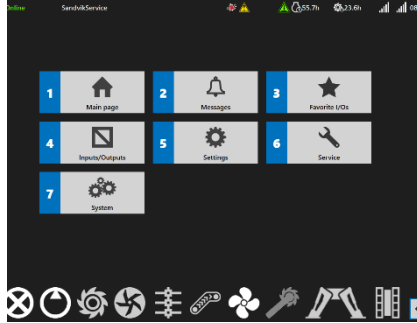 Online SandvikService 55.7h 23.6h
1 Main page
2 Messages
3 Favorite I/Os
4 Inputs/Outputs
5 Settings
6 Service
7 System